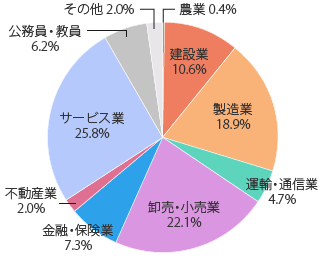 その他 2.0%
農業 0.4%
公務員・教員
6.2%
建設業
10.6%
製造業
18.9%
サービス業
25.8%
運輸・通信業
4.7%
不動産業
2.0%
卸売・小売業
22.1%
金融・保険業
7.3%